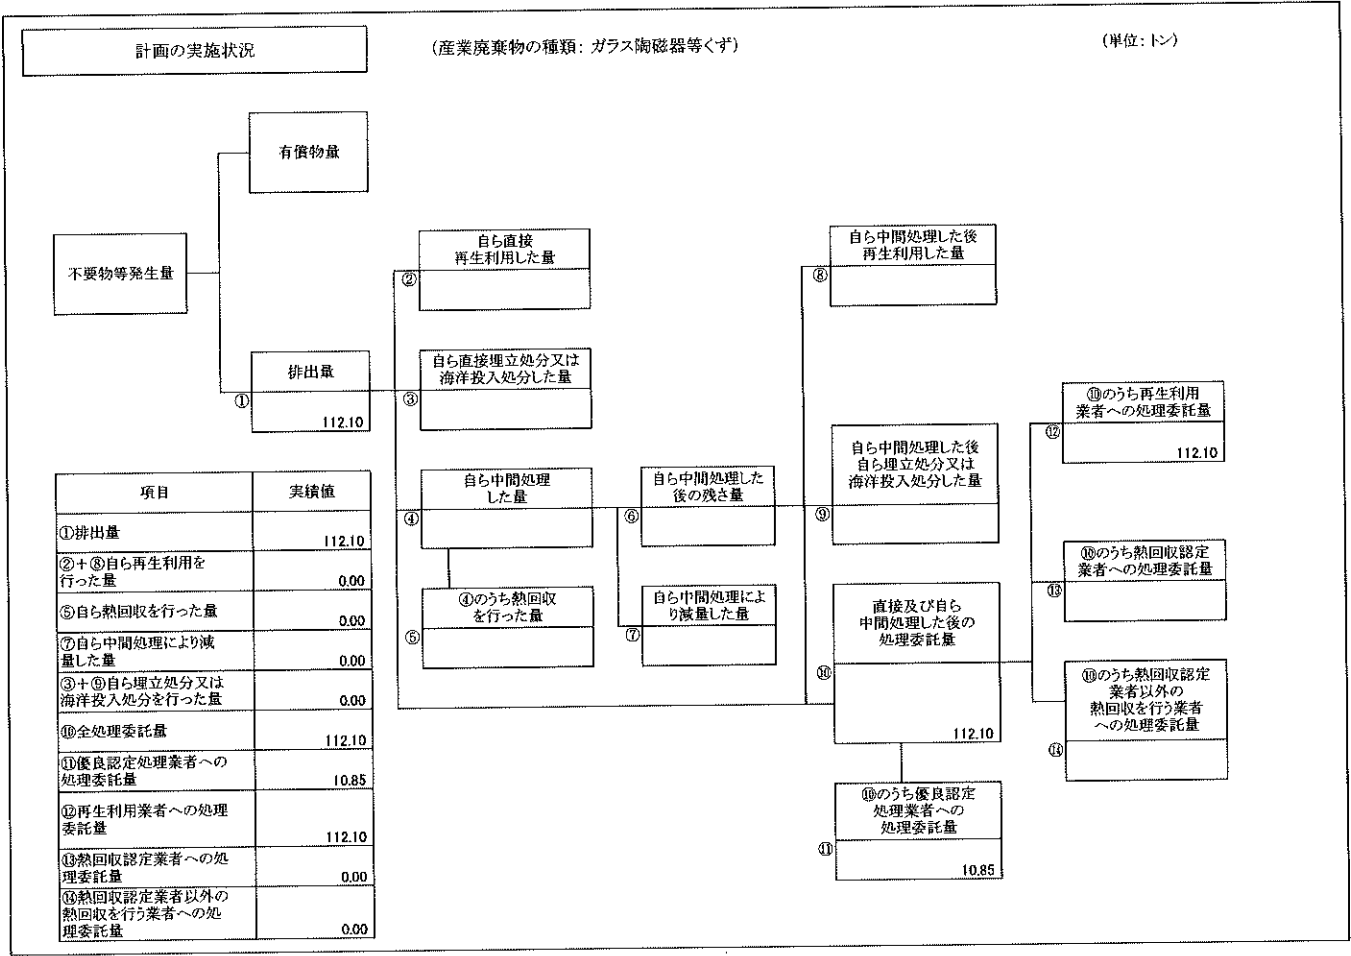 計画の実施状況
(産業廃棄物の種類: ガラス陶磁器等くず)
(単位:トン)
有償物量
不要物等発生量
排出量
①
112.10
自ら直接
再生利用した量
②
自ら直接埋立処分又は
海洋投入処分した量
③
自ら中間処理
した量
④
④のうち熱回収
を行った量
⑤
自ら中間処理した
後の残さ量
⑥
自ら中間処理によ
り減量した量
⑦
自ら中間処理した後
再生利用した量
⑧
自ら中間処理した後
自ら埋立処分又は
海洋投入処分した量
⑨
直接及び自ら
中間処理した後の
処理委託量
⑩
112.10
⑩のうち優良認定
処理業者への
処理委託量
⑪
10.85
⑩のうち再生利用
業者への処理委託量
⑫
112.10
⑩のうち熱回収認定
業者への処理委託量
⑬
⑩のうち熱回収認定
業者以外の
熱回収を行う業者
への処理委託量
⑭
項目 実績値
①排出量
112.10
②+⑧自ら再生利用を
行った量
0.00
⑤自ら熱回収を行った量
0.00
⑦自ら中間処理により減
量した量
0.00
③+⑨自ら埋立処分又は
海洋投入処分を行った量
0.00
⑩全処理委託量
112.10
⑪優良認定処理業者への
処理委託量
10.85
⑫再生利用業者への処理
委託量
112.10
⑬熱回収認定業者への処
理委託量
0.00
⑭熱回収認定業者以外の
熱回収を行う業者への処
理委託量
0.00